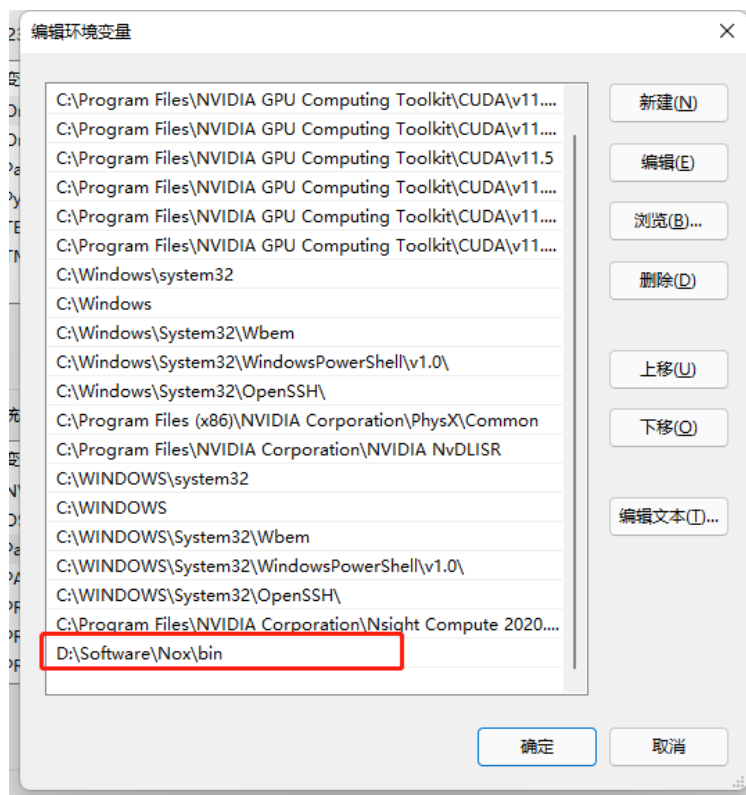 编辑环境变量
C:\Program Files\NVIDIA GPU Computing Toolkit\CUDA\v11....
C:\Program Files\NVIDIA GPU Computing Toolkit\CUDA\v11....
C:\Program Files\NVIDIA GPU Computing Toolkit\CUDA\v11.5
C:\Program Files\NVIDIA GPU Computing Toolkit\CUDA\v11....
C:\Program Files\NVIDIA GPU Computing Toolkit\CUDA\v11....
C:\Program Files\NVIDIA GPU Computing Toolkit\CUDA\v11....
C:\Windows\system32
C:\Windows
C:\Windows\System32\Wbem
C:\Windows\System32\WindowsPowerShell\v1.0\
C:\Windows\System32\OpenSSH\
C:\Program Files (x86)\NVIDIA Corporation\PhysX\Common
C:\Program Files\NVIDIA Corporation\NVIDIA NvDLISR
C:\WINDOWS\system32
C:\WINDOWS
C:\WINDOWS\System32\Wbem
C:\WINDOWS\System32\WindowsPowerShell\v1.0\
C:\WINDOWS\System32\OpenSSH\
C:\Program Files\NVIDIA Corporation\Nsight Compute 2020....
D:\Software\Nox\bin
新建(N)
编辑(E)
浏览(B)...
删除(D)
上移(U)
下移(O)
编辑文本(T)...
确定
取消